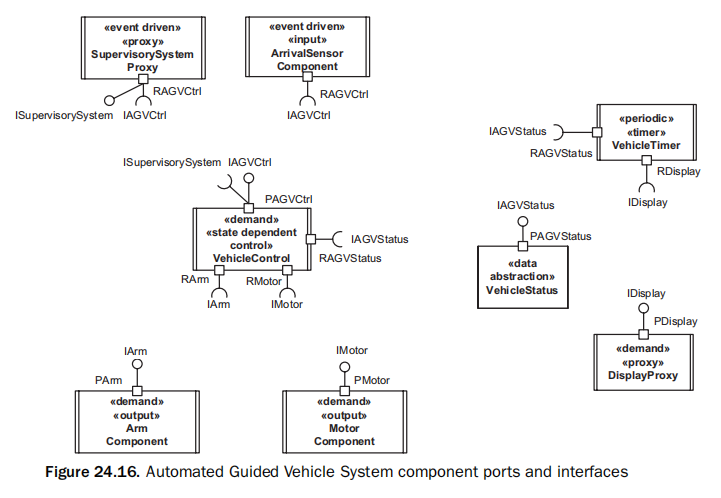 «event driven»
«proxy»
SupervisorySystem
Proxy
RAGVCtrl
ISupervisorySystem
IAGVCtrl
«event driven»
«input»
ArrivalSensor
Component
RAGVCtrl
IAGVCtrl
«periodic»
«timer»
VehicleTimer
IAGVStatus
RAGVStatus
RDisplay
IDisplay
ISupervisorySystem
IAGVCtrl
PAGVCtrl
«demand»
«state dependent
control»
VehicleControl
IAGVStatus
RAGVStatus
RArm
RMotor
IArm
IMotor
IAGVStatus
PAGVStatus
«data
abstraction»
VehicleStatus
IDisplay
PDisplay
«demand»
«proxy»
DisplayProxy
IArm
PArm
«demand»
«output»
Arm
Component
IMotor
PMotor
«demand»
«output»
Motor
Component
Figure 24.16. Automated Guided Vehicle System component ports and interfaces